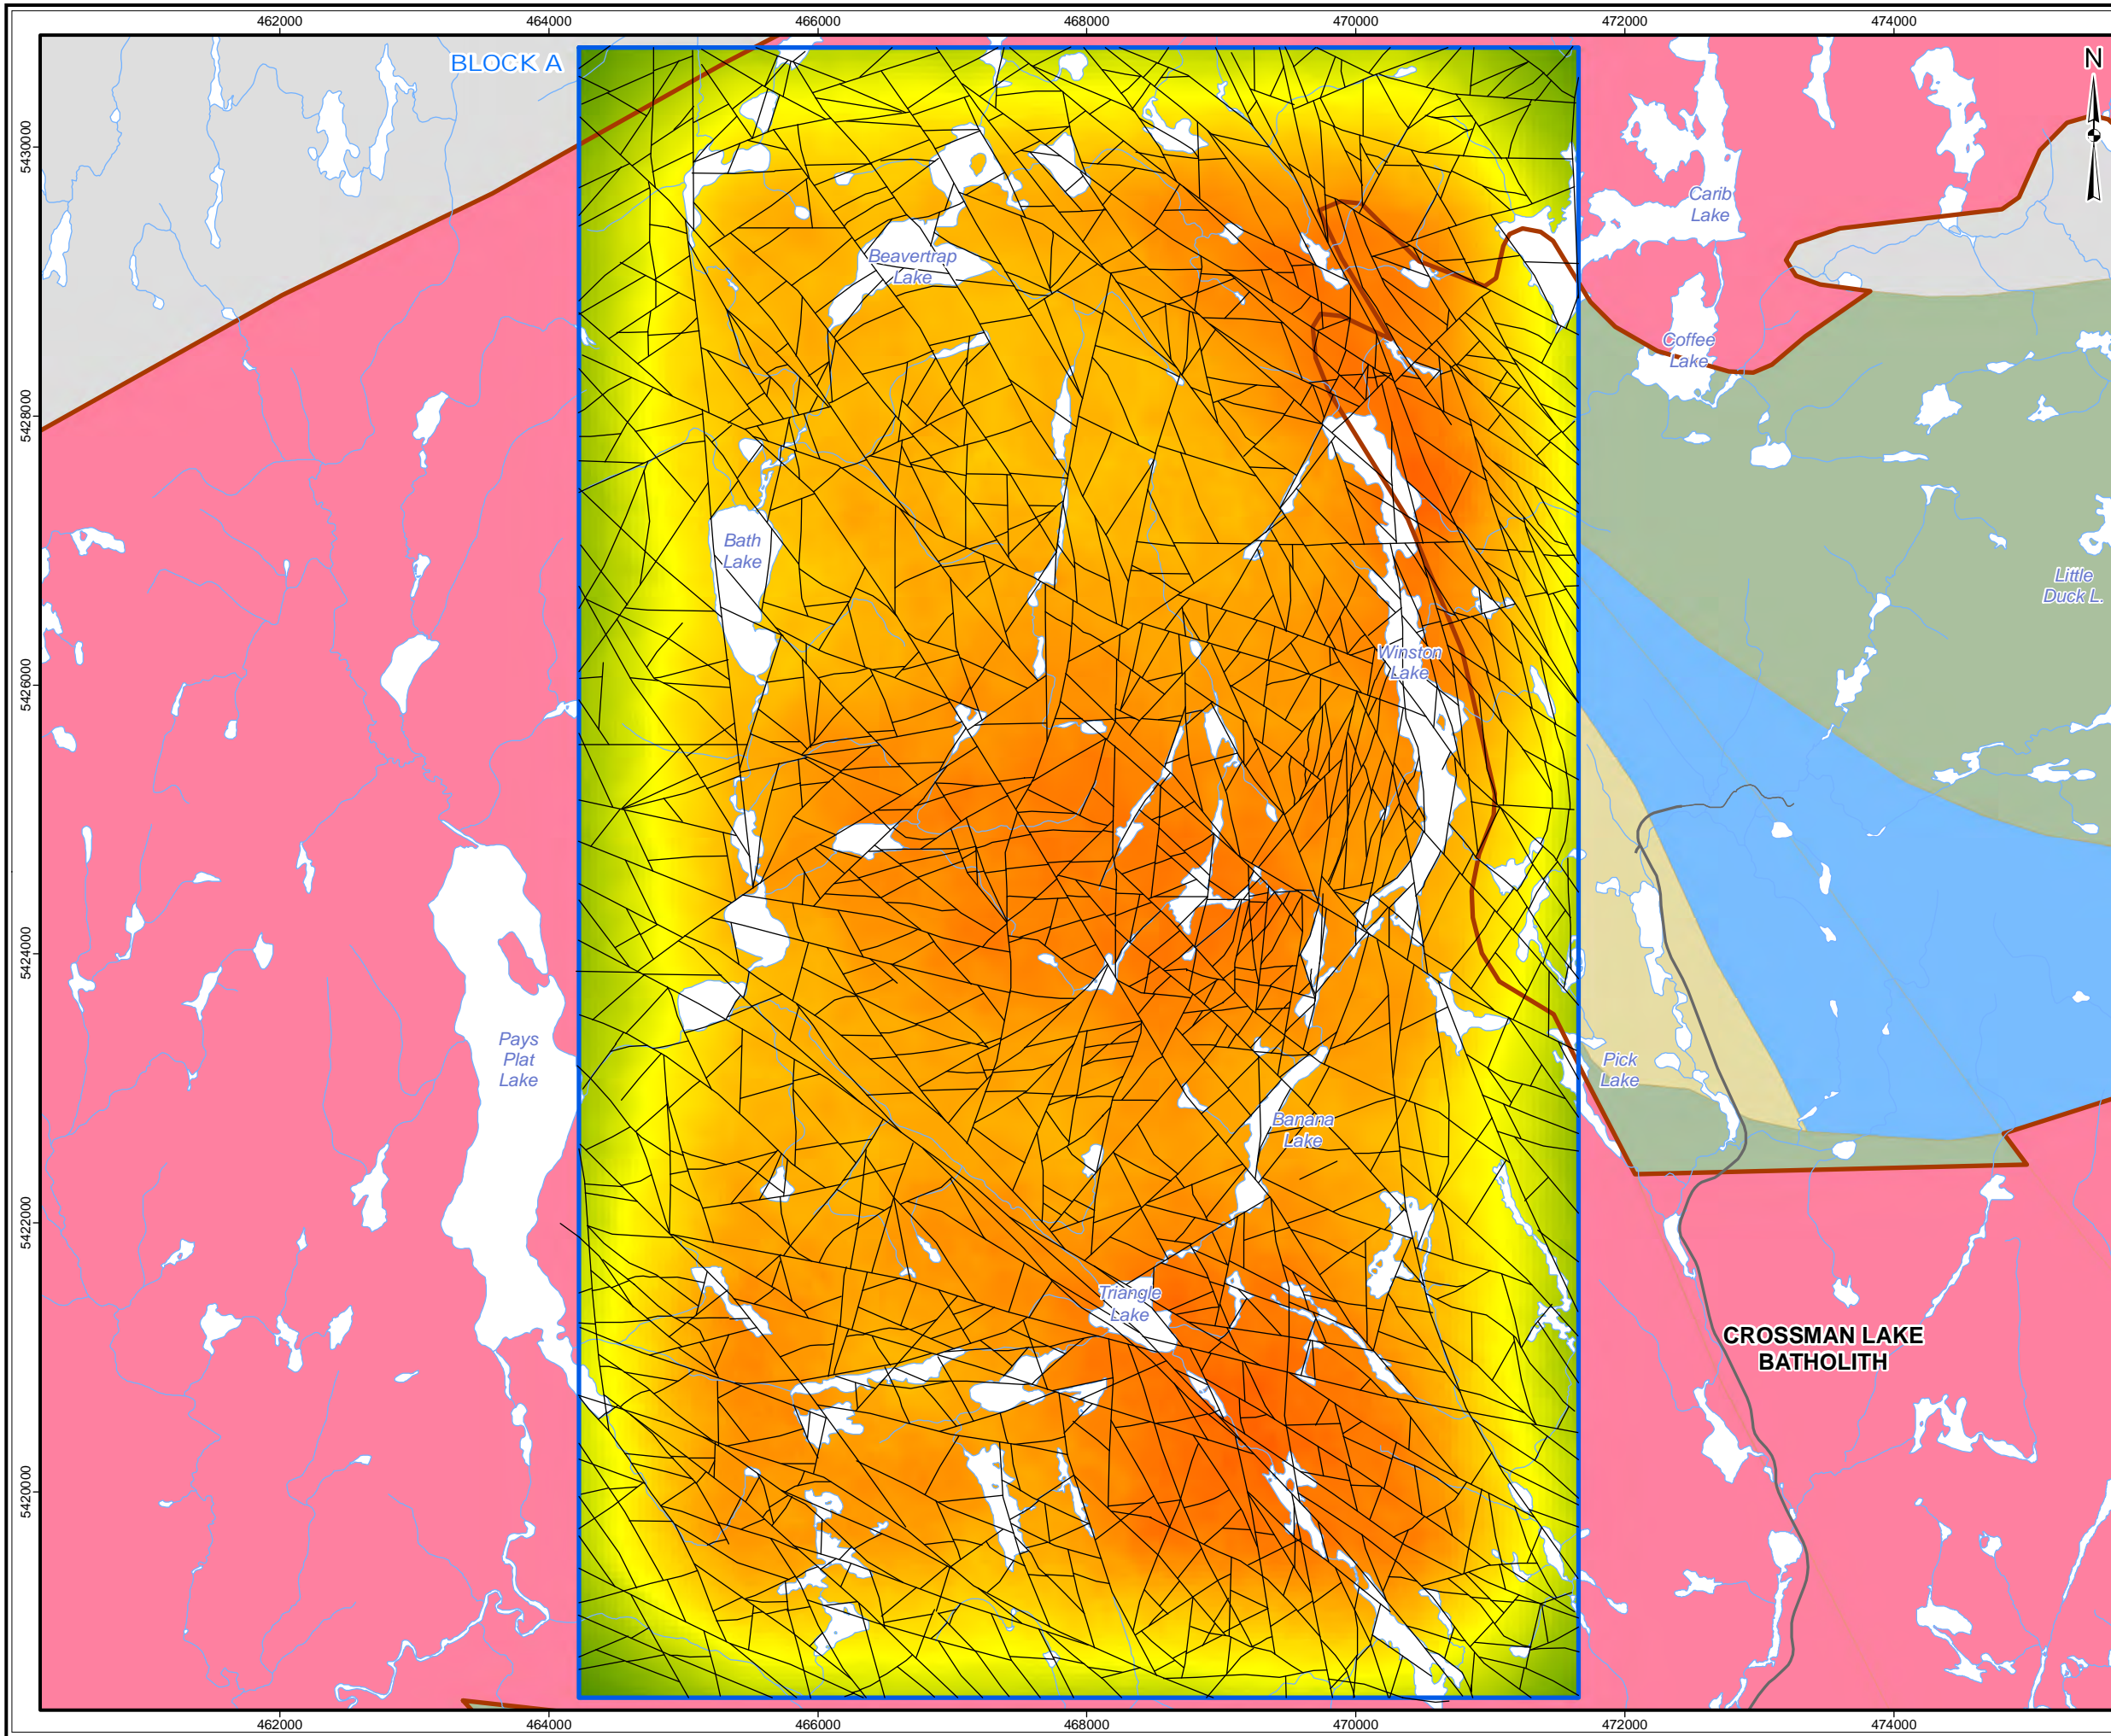 462000
464000
466000
468000
470000
472000
474000
BLOCK A
N
5430000
Carib
Lake
Beavertrap
Lake
Coffee
Lake
5428000
Bath
Lake
Little
Duck L.
5426000
Winston
Lake
5424000
Pays
Plat
Lake
Pick
Lake
Banana
Lake
5422000
Triangle
Lake
CROSSMAN LAKE
BATHOLITH
5420000
462000
464000
466000
468000
470000
472000
474000